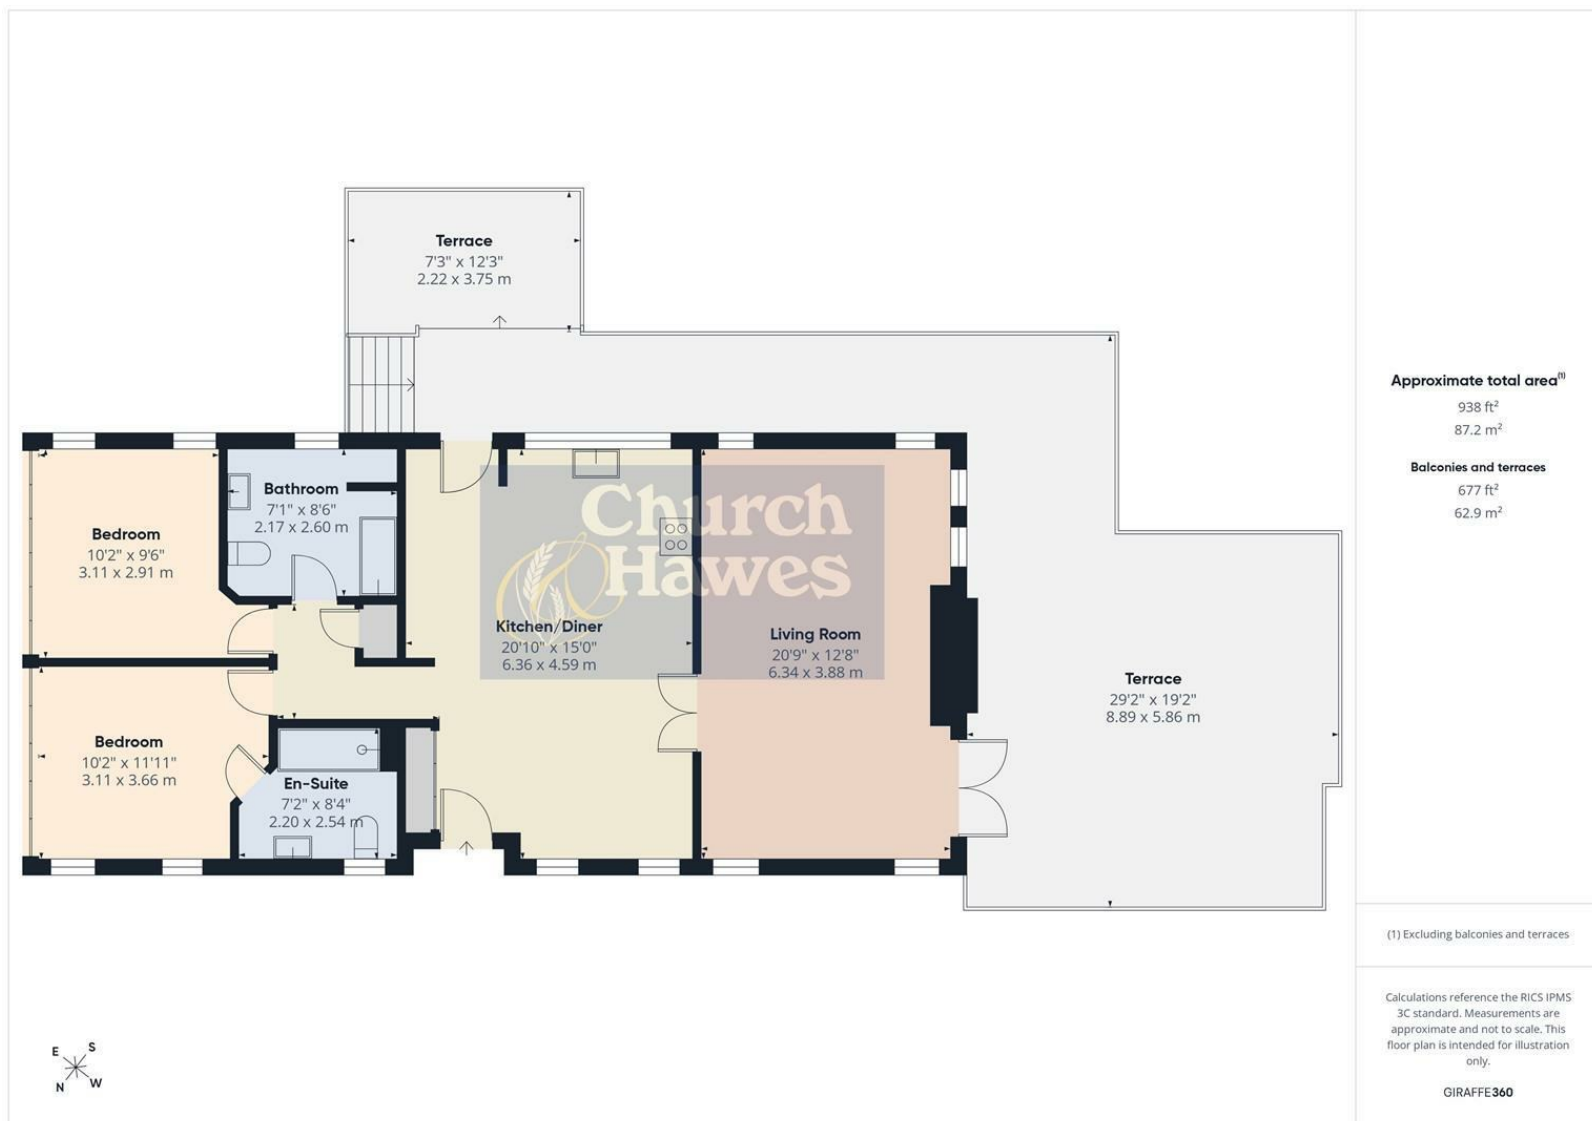 Terrace
7'3" x 12'3"
2.22 x 3.75 m
Bathroom
7'1" x 8'6"
2.17 x 2.60 m
Bedroom
10'2" x 9'6"
3.11 x 2.91 m
Church
& Hawes
Kitchen/Diner
20'10" x 15'0"
6.36 x 4.59 m
Living Room
20'9" x 12'8"
6.34 x 3.88 m
Terrace
29'2" x 19'2"
8.89 x 5.86 m
Bedroom
10'2" x 11'11"
3.11 x 3.66 m
En-Suite
7'2" x 8'4"
2.20 x 2.54 m
E S
N W
Approximate total area(1)
938 ft²
87.2 m²
Balconies and terraces
677 ft²
62.9 m²
(1) Excluding balconies and terraces
Calculations reference the RICS IPMS
3C standard. Measurements are
approximate and not to scale. This
floor plan is intended for illustration
only.
GIRAFFE360